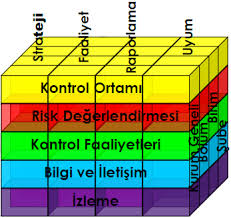 Strateji
Faaliyet
Raporlama
Uyum
Kontrol Ortamı
Risk Değerlendirmesi
Kontrol Faaliyetleri
Bilgi ve İletişim
İzleme
Kurum Geneli
Bölüm
Birim
Şube